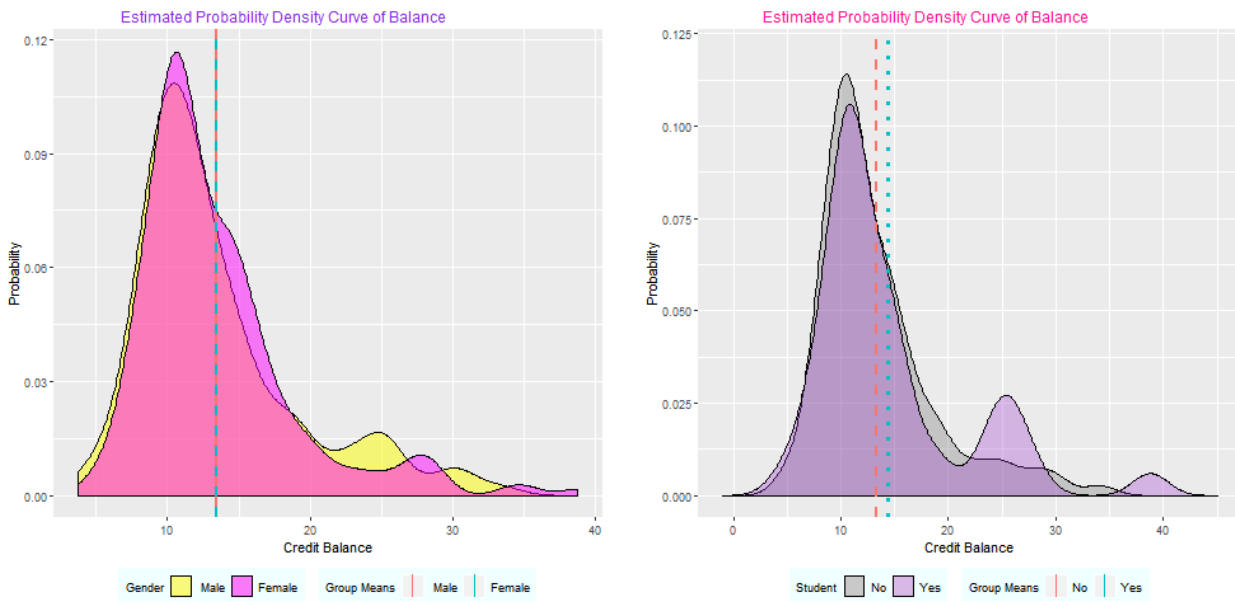 Estimated Probability Density Curve of Balance
0.12
0.09
0.06
0.03
0.00
Probability
10 20 30 40
Credit Balance
Gender Male Female Group Means Male Female
Estimated Probability Density Curve of Balance
0.125
0.100
0.075
0.050
0.025
0.000
Probability
0 10 20 30 40
Credit Balance
Student No Yes Group Means No Yes